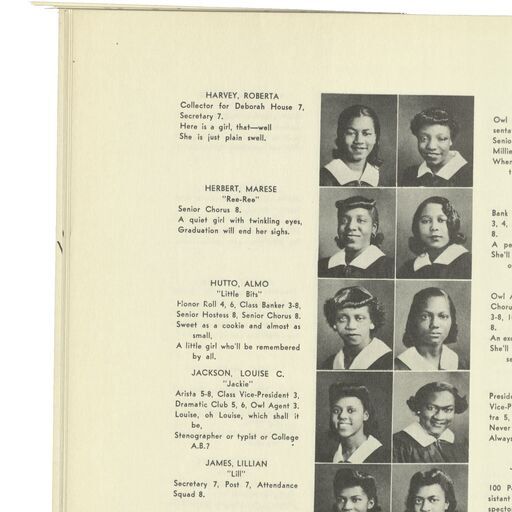 HARVEY, ROBERTA
Collector for Deborah House 7,
Secretary 7.
Here is a girl, that—well
She is just plain swell.
HERBERT, MARESE
"Ree-Ree"
Senior Chorus 8.
A quiet girl with twinkling eyes,
Graduation will end her sighs.
HUTTO, ALMO
"Little Bits"
Honor Roll 4, 6, Class Banker 3-8,
Senior Hostess 8, Senior Chorus 8.
Sweet as a cookie and almost as
small,
A little girl who'll be remembered
by all.
JACKSON, LOUISE C.
"Jackie"
Arista 5-8, Class Vice-President 3,
Dramatic Club 5, 6, Owl Agent 3.
Louise, oh Louise, which shall it
be,
Stenographer or typist or College
A.B.?
JAMES, LILLIAN
"Lill"
Secretary 7, Post 7, Attendance
Squad 8.
Owl
senta
Senio
Millie
When
t
Bank
3, 4,
8.
A pe
She'll
o
Owl A
Choru
3-8, I
8.
An exc
She'll
se
Preside
Vice-P
tra 5,
Never
Always
100 P
sistant
specto